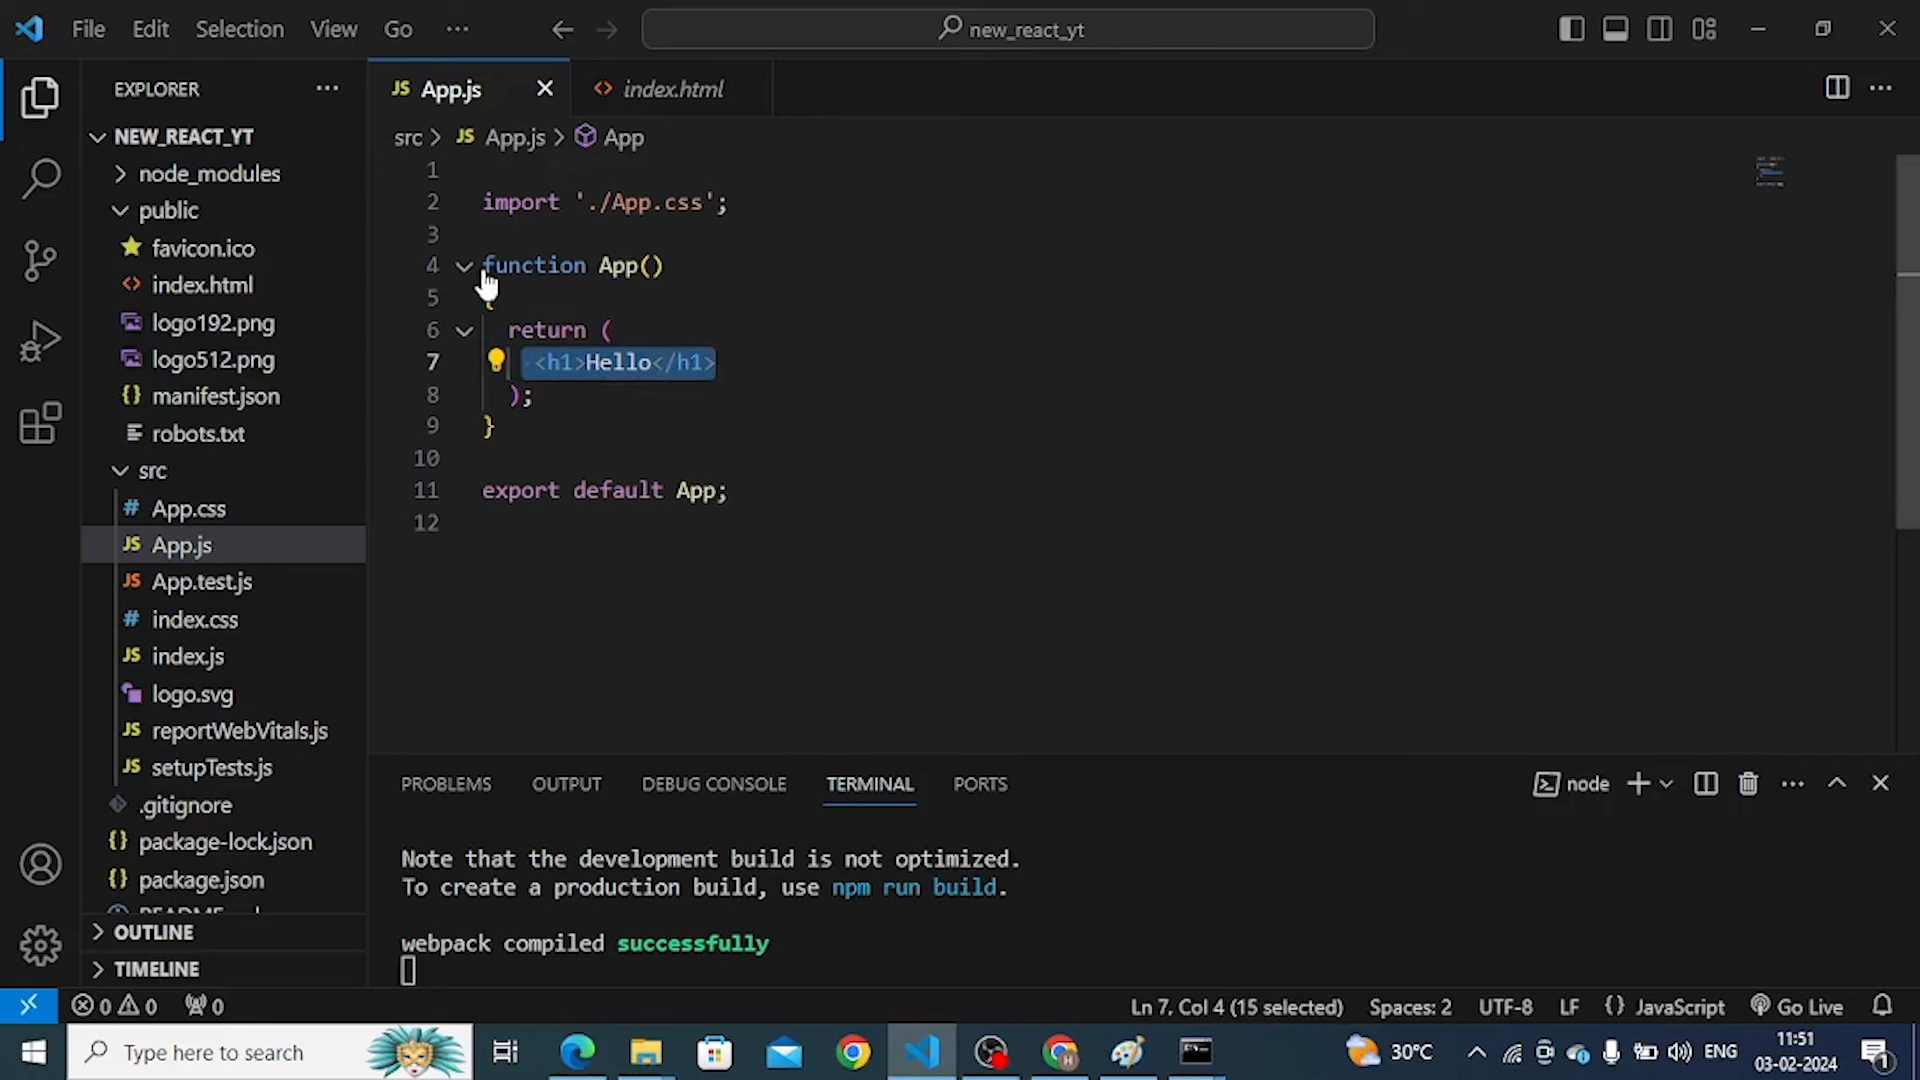 File Edit Selection View Go ···
new_react_yt
EXPLORER
NEW_REACT_YT
node_modules
public
favicon.ico
index.html
logo192.png
logo512.png
manifest.json
robots.txt
src
App.css
App.js
App.test.js
index.css
index.js
logo.svg
reportWebVitals.js
setupTests.js
.gitignore
package-lock.json
package.json
OUTLINE
TIMELINE
JS App.js
index.html
src > JS App.js > App
1
2 import './App.css';
3
4 function App()
5 {
6 return (
7 <h1>Hello</h1>
8 );
9 }
10
11 export default App;
12
PROBLEMS OUTPUT DEBUG CONSOLE TERMINAL PORTS
node
Note that the development build is not optimized.
To create a production build, use npm run build.
webpack compiled successfully
0 0 0
Ln 7, Col 4 (15 selected) Spaces: 2 UTF-8 LF {} JavaScript Go Live
Type here to search
30°C
ENG
11:51
03-02-2024
1